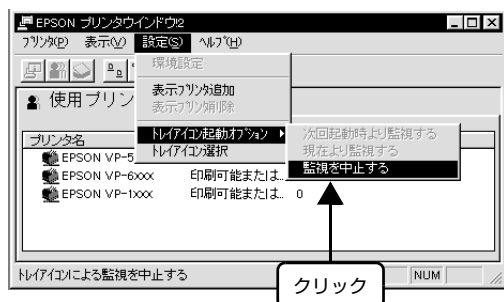 EPSON プリンタウインドウ!2
プリンタ(P) 表示(V) 設定(S) ヘルプ(H)
環境設定
表示プリンタ追加
表示プリンタ削除
使用プリン
トレイアイコン起動オプション
トレイアイコン選択
次回起動時より監視する
現在より監視する
監視を中止する
プリンタ名
EPSON VP-5
EPSON VP-6xxx 印刷可能または...
EPSON VP-1xxx 印刷可能または... 0
クリック
トレイアイコンによる監視を中止する NUM